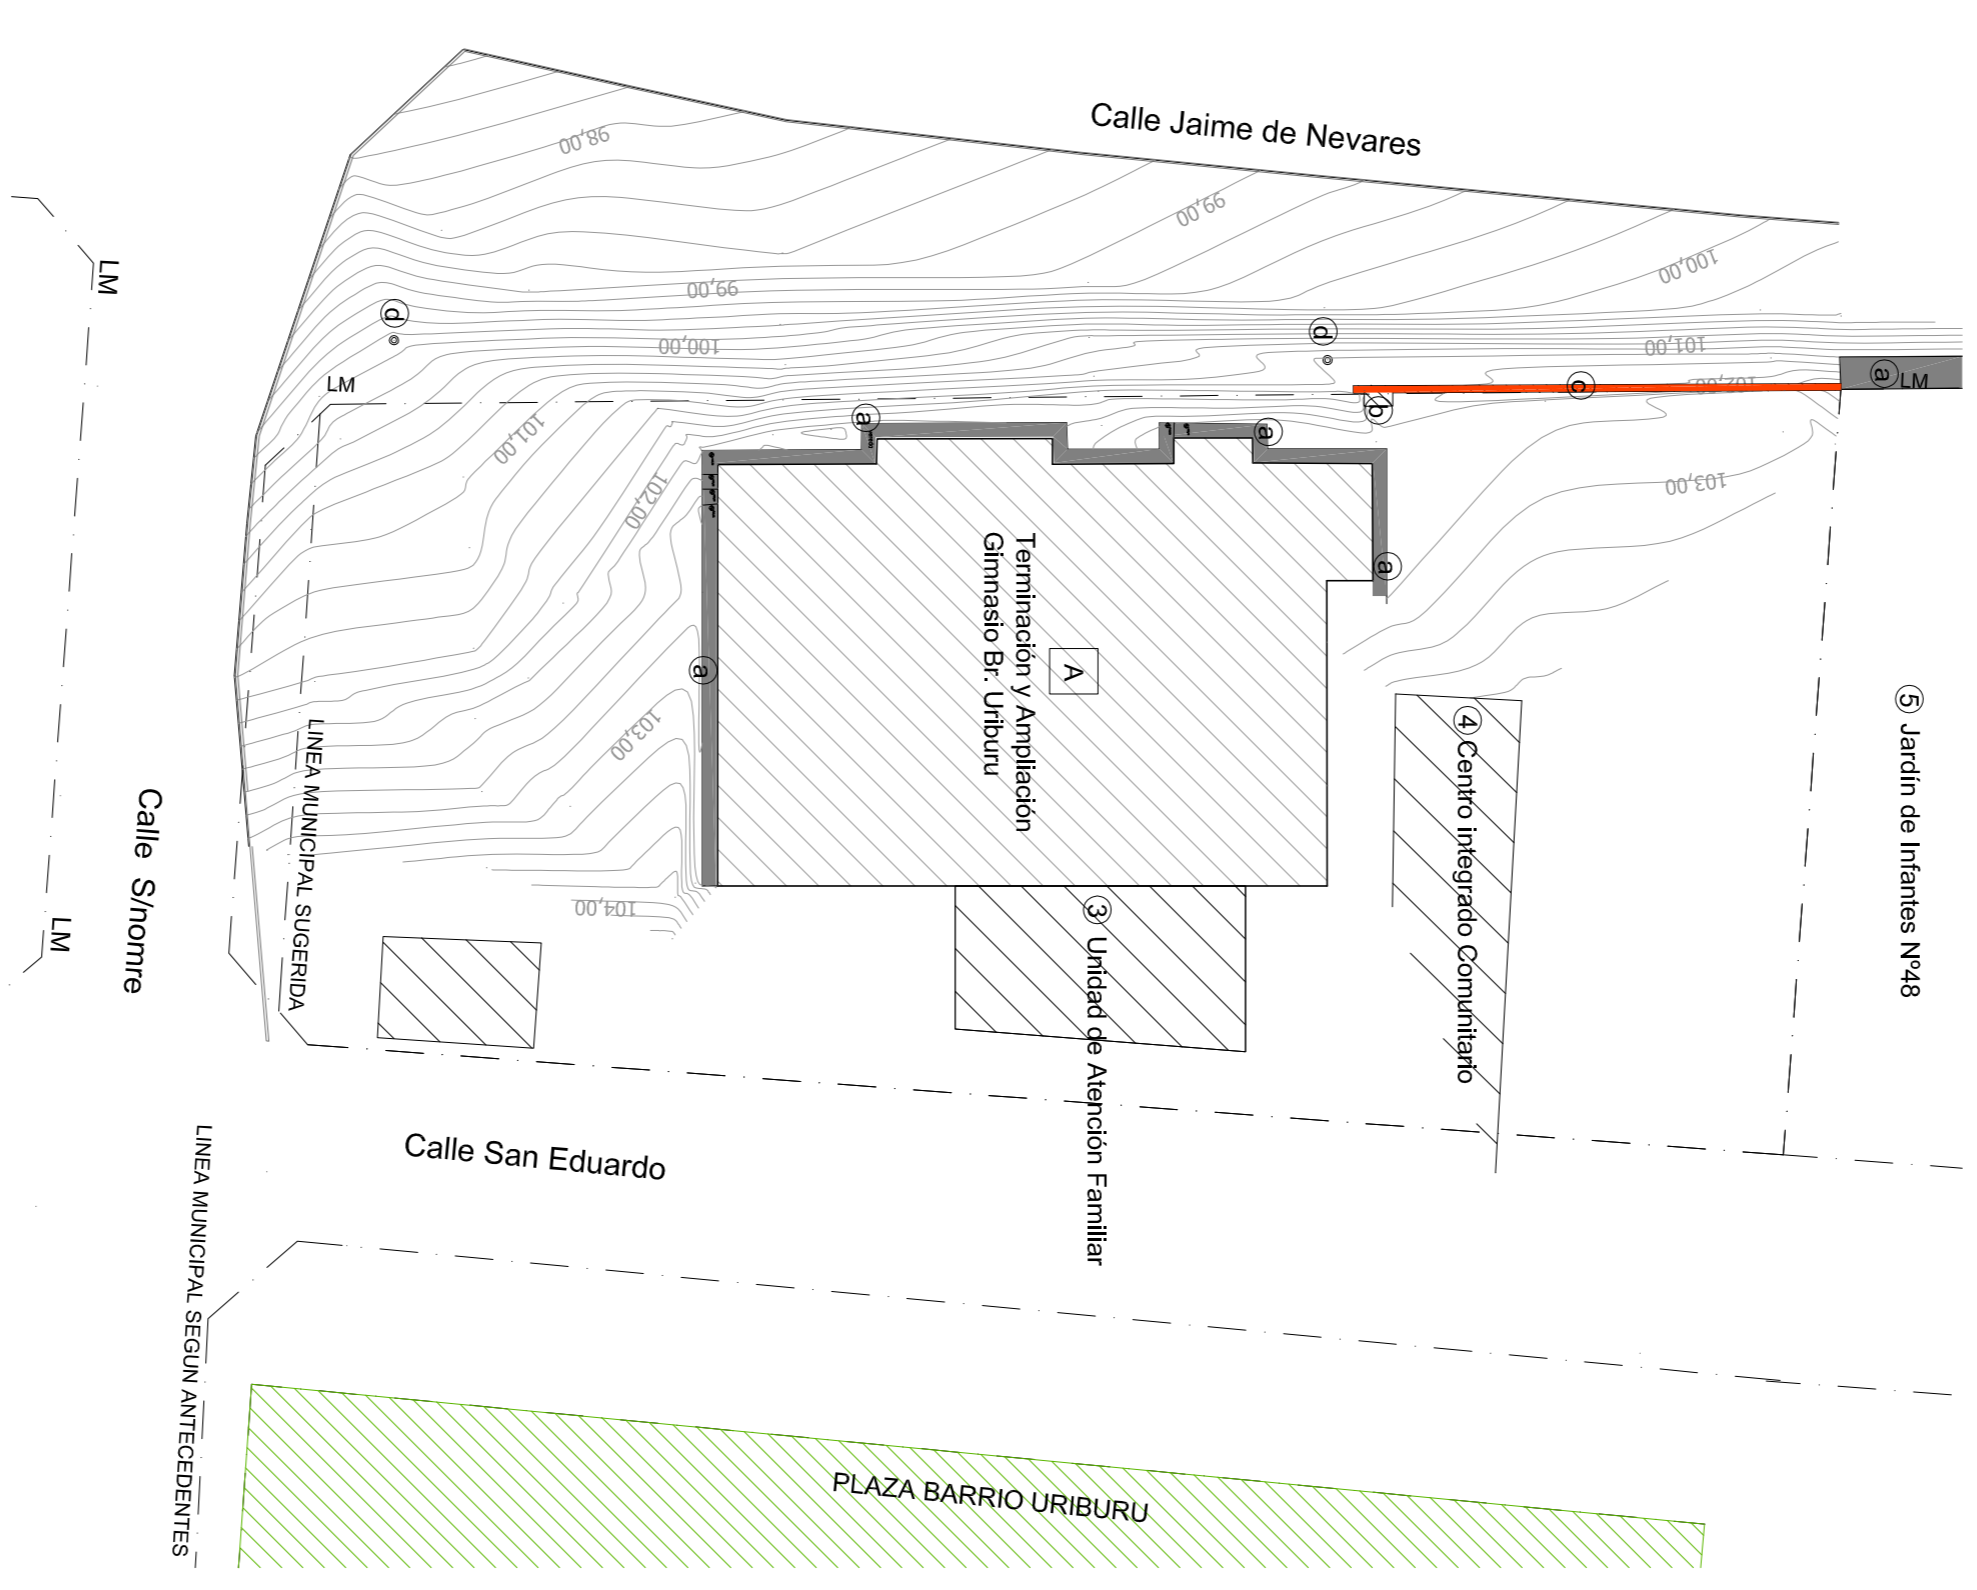 Calle Jaime de Nevares
98,00
99,00
100,00
99,00
100,00
101,00
102,00
LM
LM
LM
LM
d
d
a
a
a
a
a
b
c
101,00
102,00
103,00
103,00
104,00
Terminación y Ampliación
Gimnasio Br. Uriburu
A
③ Unidad de Atención Familiar
④ Centro integrado Comunitario
⑤ Jardín de Infantes Nº48
LINEA MUNICIPAL SUGERIDA
Calle S/nomre
Calle San Eduardo
LINEA MUNICIPAL SEGUN ANTECEDENTES
PLAZA BARRIO URIBURU